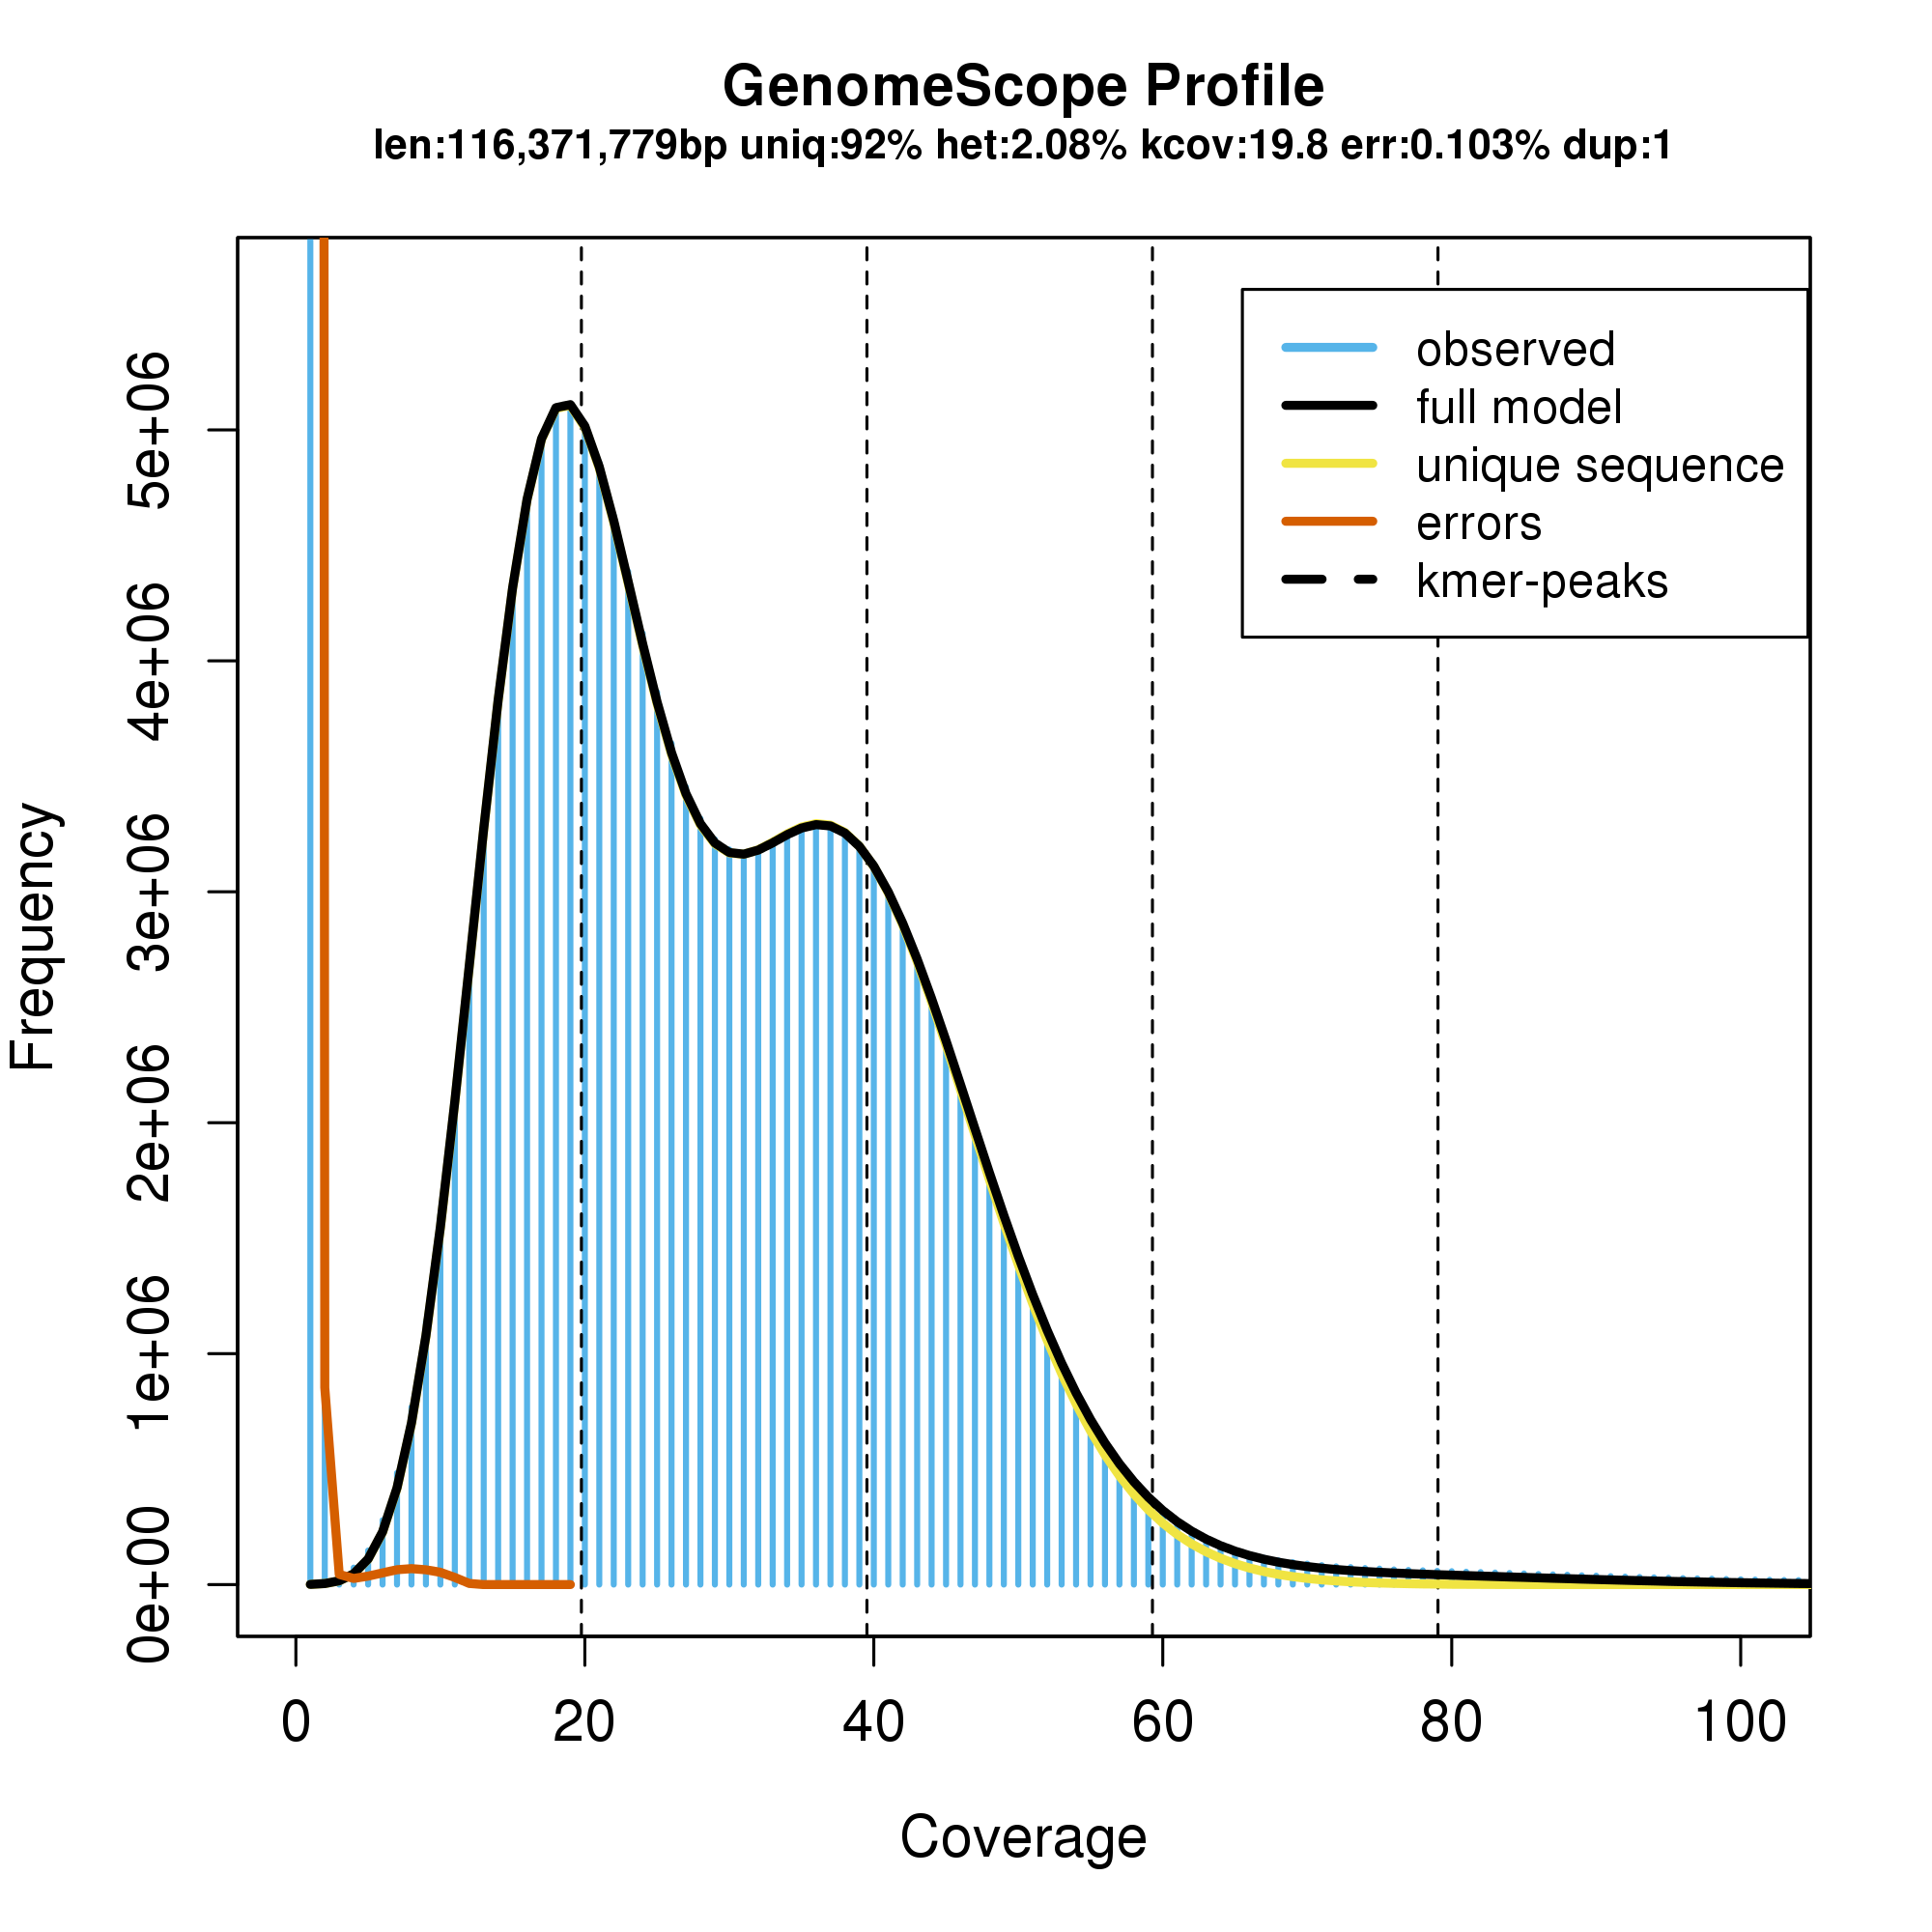 GenomeScope Profile
len:116,371,779bp uniq:92% het:2.08% kcov:19.8 err:0.103% dup:1
observed
full model
unique sequence
errors
kmer-peaks
Frequency
5e+06
4e+06
3e+06
2e+06
1e+06
0e+00
0 20 40 60 80 100
Coverage